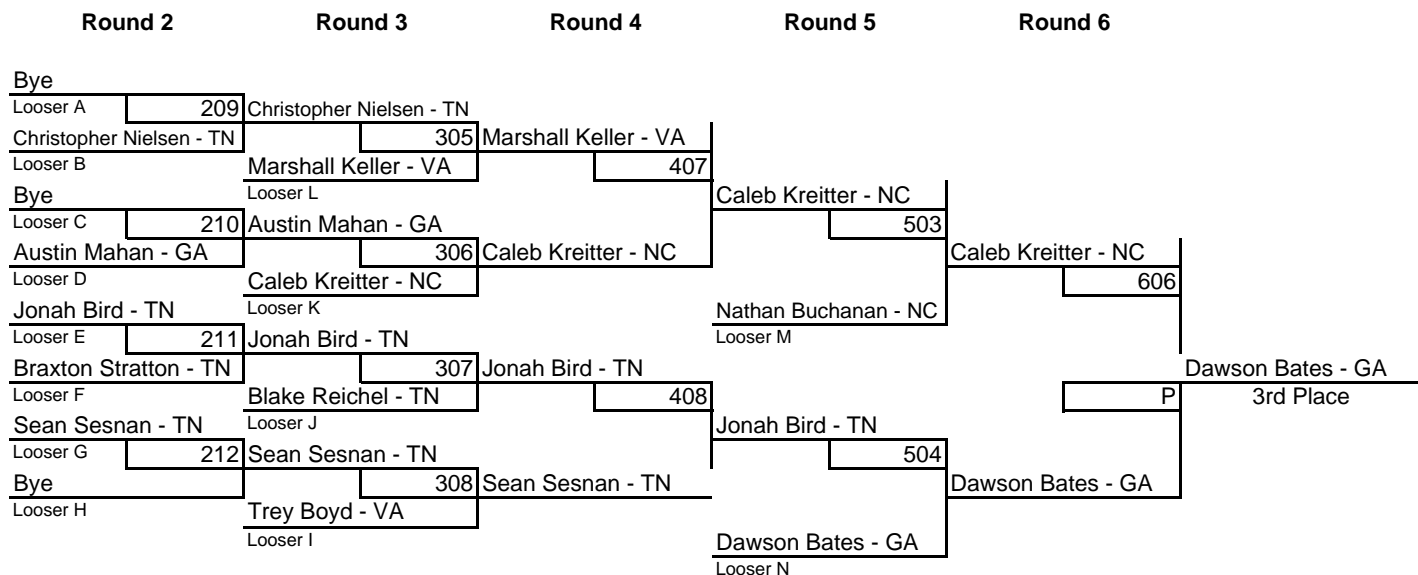 Round 2 Round 3 Round 4 Round 5 Round 6
Bye
Looser A 209 Christopher Nielsen - TN
Christopher Nielsen - TN 305 Marshall Keller - VA
Looser B Marshall Keller - VA 407
Bye Looser L Caleb Kreitter - NC
Looser C 210 Austin Mahan - GA 503
Austin Mahan - GA 306 Caleb Kreitter - NC Caleb Kreitter - NC
Looser D Caleb Kreitter - NC 606
Jonah Bird - TN Looser K Nathan Buchanan - NC
Looser E 211 Jonah Bird - TN Looser M
Braxton Stratton - TN 307 Jonah Bird - TN Dawson Bates - GA
Looser F Blake Reichel - TN 408 P 3rd Place
Sean Sesnan - TN Looser J Jonah Bird - TN
Looser G 212 Sean Sesnan - TN 504
Bye 308 Sean Sesnan - TN Dawson Bates - GA
Looser H Trey Boyd - VA
Looser I Dawson Bates - GA
Looser N